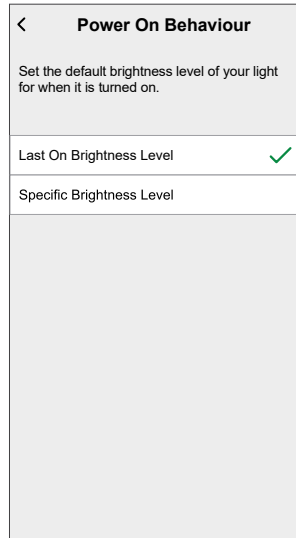 Power On Behaviour
Set the default brightness level of your light
for when it is turned on.
Last On Brightness Level
Specific Brightness Level